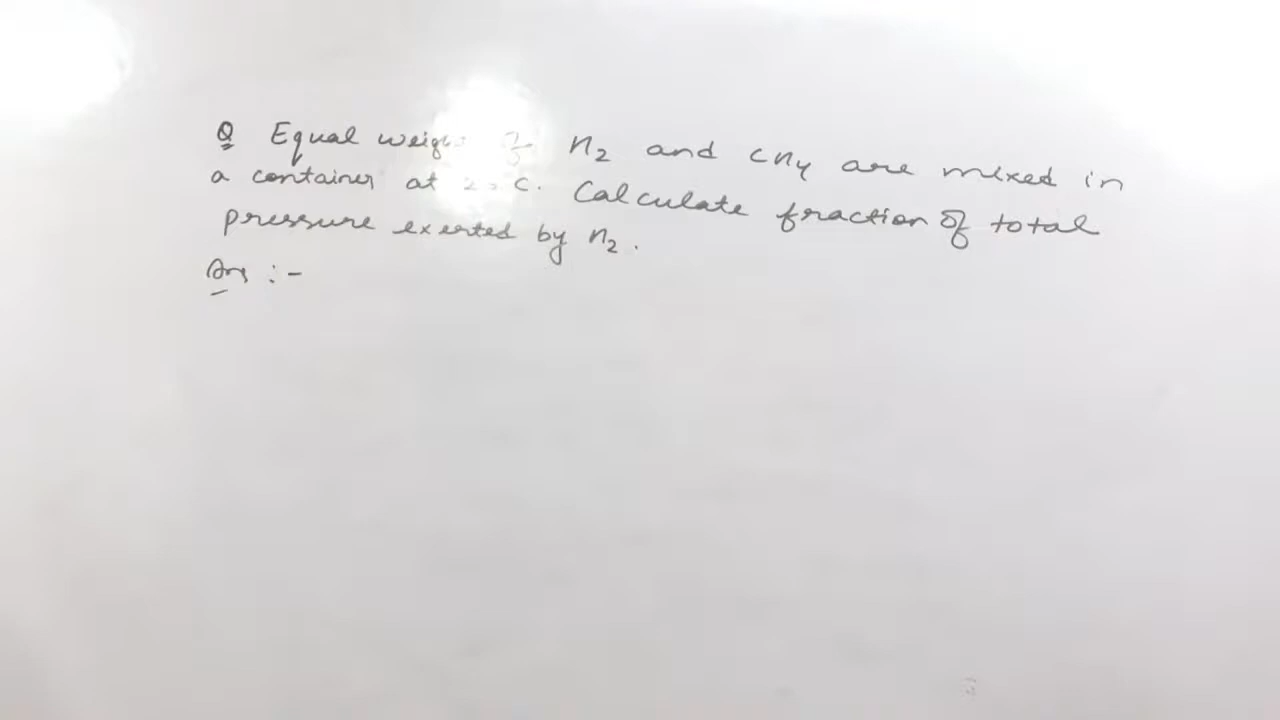 Q Equal weight of n2 and cn4 are mixed in
a container at C. Calculate fraction of total
pressure exerted by n2.
Ans :-